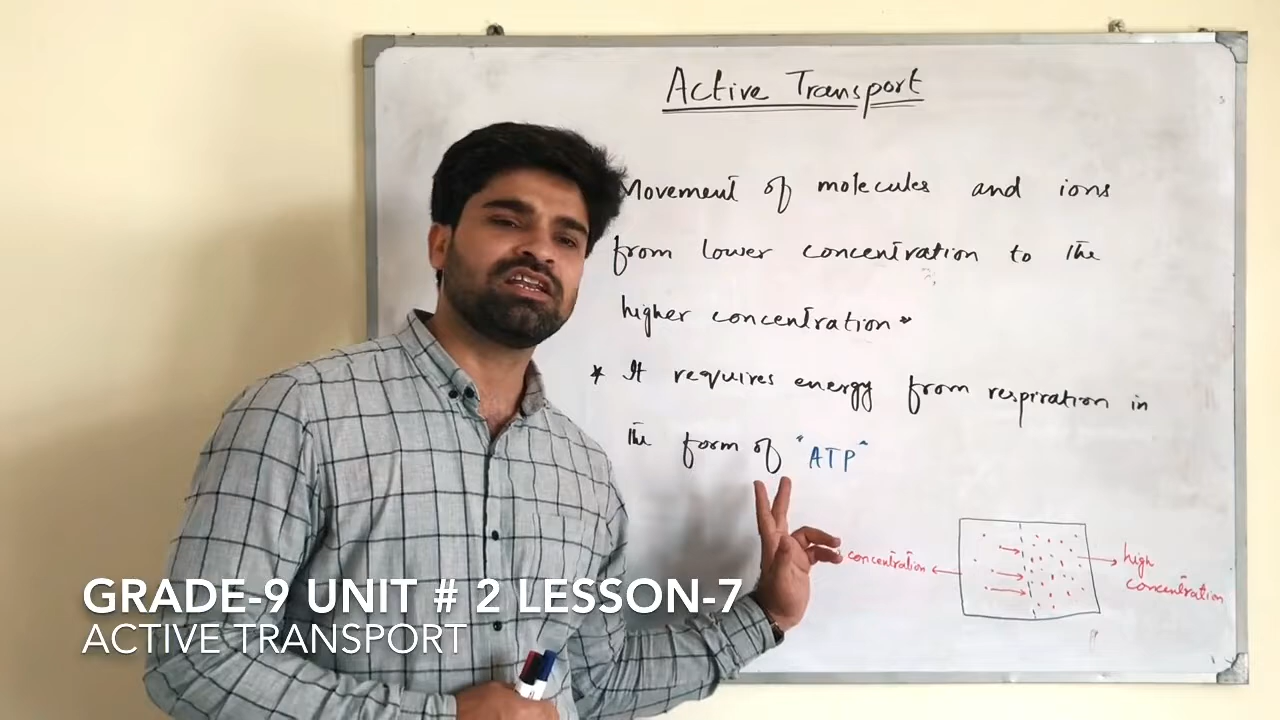 Active Transport
Movement of molecules and ions
from lower concentration to the
higher concentration
* It requires energy from respiration in
the form of "ATP"
concentration
high
concentration
GRADE-9 UNIT # 2 LESSON-7
ACTIVE TRANSPORT